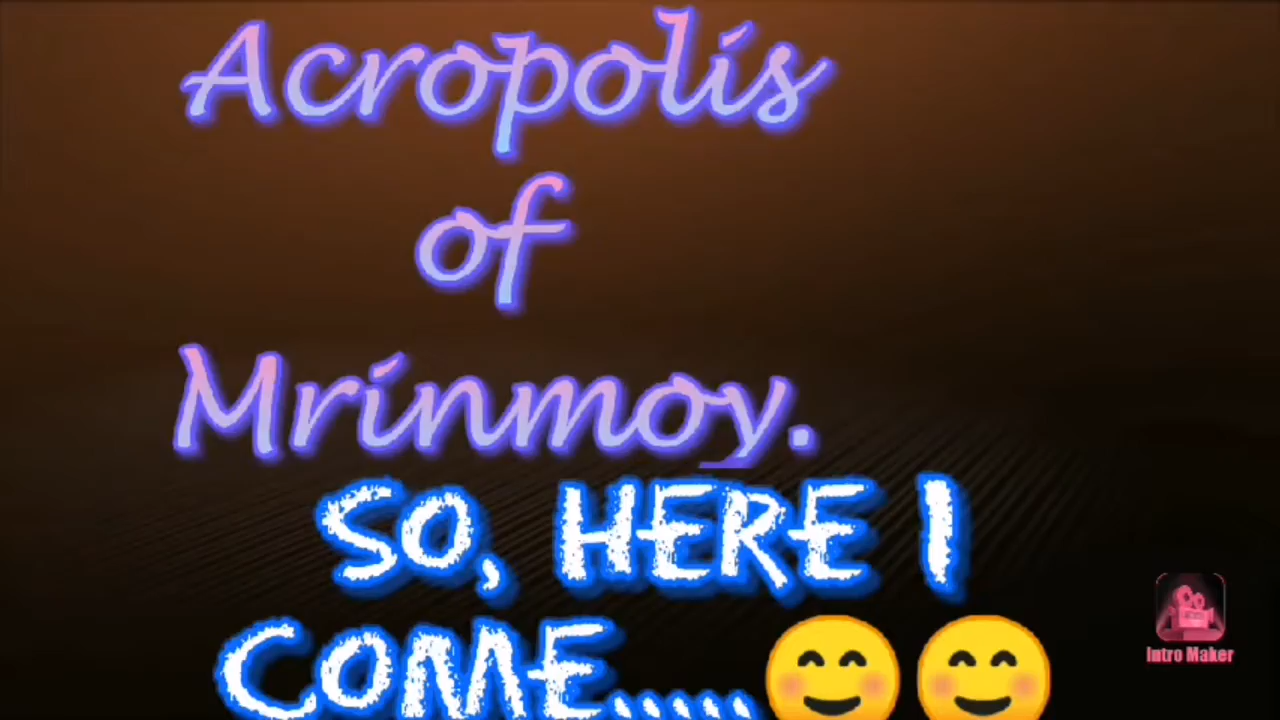 Acropolis
of
Mrinmoy.
SO, HERE I
COME.....😊😊
Intro Maker